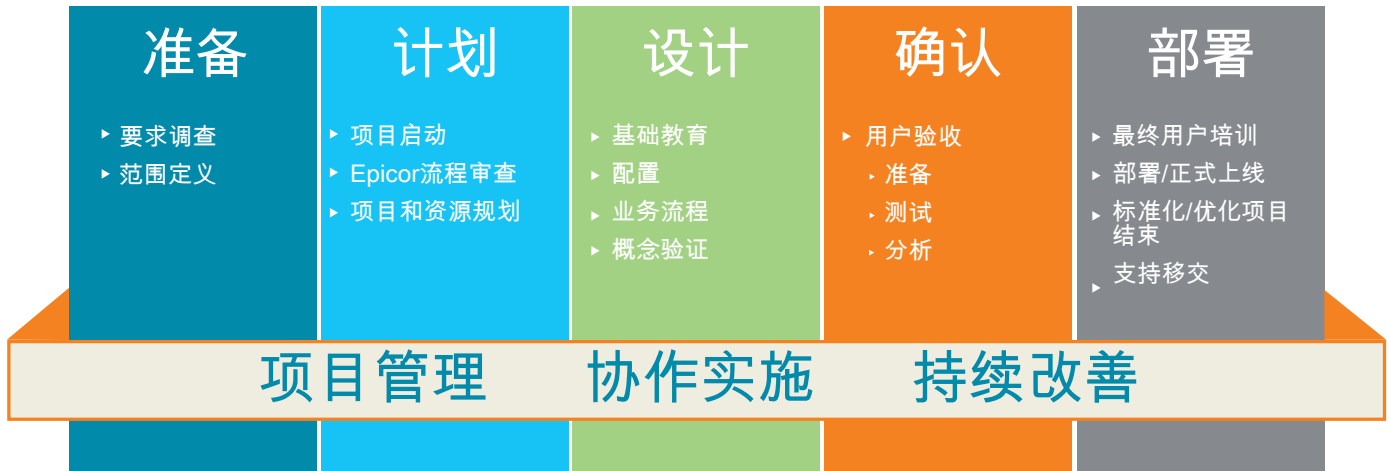 准备
要求调查
范围定义
计划
项目启动
Epicor流程审查
项目和资源规划
设计
基础教育
配置
业务流程
概念验证
确认
用户验收
准备
测试
分析
部署
最终用户培训
部署/正式上线
标准化/优化项目
结束
支持移交
项目管理 协作实施 持续改善